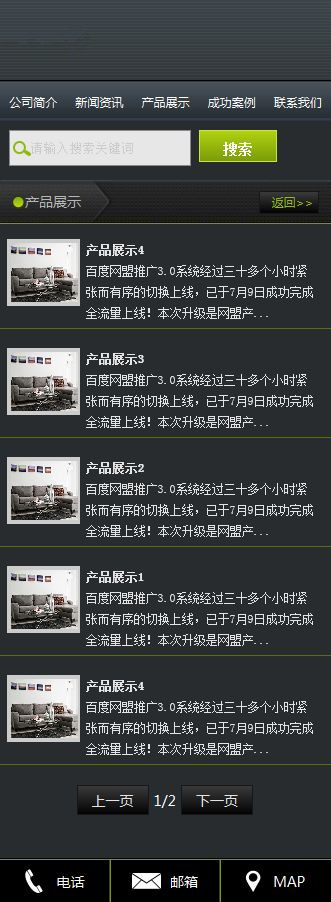 公司简介 新闻资讯 产品展示 成功案例 联系我们
请输入搜索关键词 搜索
产品展示 返回>>
产品展示4
百度网盟推广3.0系统经过三十多个小时紧
张而有序的切换上线，已于7月9日成功完成
全流量上线！本次升级是网盟产...
产品展示3
百度网盟推广3.0系统经过三十多个小时紧
张而有序的切换上线，已于7月9日成功完成
全流量上线！本次升级是网盟产...
产品展示2
百度网盟推广3.0系统经过三十多个小时紧
张而有序的切换上线，已于7月9日成功完成
全流量上线！本次升级是网盟产...
产品展示1
百度网盟推广3.0系统经过三十多个小时紧
张而有序的切换上线，已于7月9日成功完成
全流量上线！本次升级是网盟产...
产品展示4
百度网盟推广3.0系统经过三十多个小时紧
张而有序的切换上线，已于7月9日成功完成
全流量上线！本次升级是网盟产...
上一页 1/2 下一页
电话 邮箱 MAP